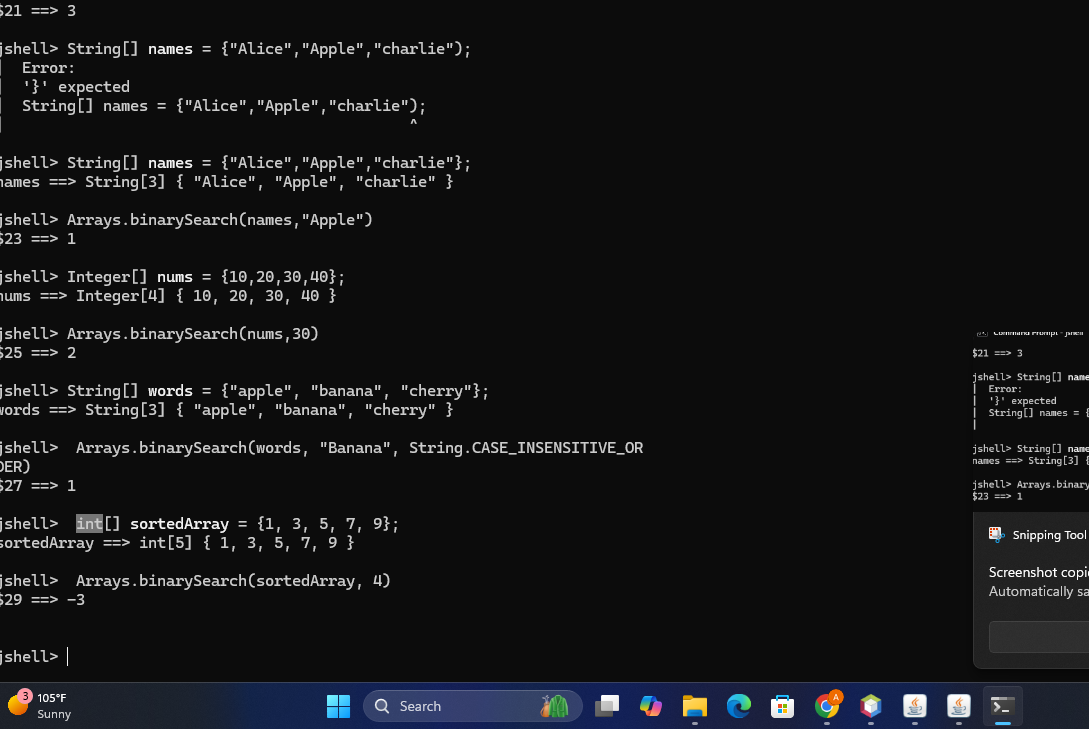 $21 ==> 3
jshell> String[] names = {"Alice","Apple","charlie");
|  Error:
|  '}' expected
|  String[] names = {"Alice","Apple","charlie");
|                                            ^
jshell> String[] names = {"Alice","Apple","charlie"};
names ==> String[3] { "Alice", "Apple", "charlie" }
jshell> Arrays.binarySearch(names,"Apple")
$23 ==> 1
jshell> Integer[] nums = {10,20,30,40};
nums ==> Integer[4] { 10, 20, 30, 40 }
jshell> Arrays.binarySearch(nums,30)
$25 ==> 2
jshell> String[] words = {"apple", "banana", "cherry"};
words ==> String[3] { "apple", "banana", "cherry" }
jshell>  Arrays.binarySearch(words, "Banana", String.CASE_INSENSITIVE_OR
DER)
$27 ==> 1
jshell>  int[] sortedArray = {1, 3, 5, 7, 9};
sortedArray ==> int[5] { 1, 3, 5, 7, 9 }
jshell>  Arrays.binarySearch(sortedArray, 4)
$29 ==> -3
jshell>
Command Prompt - jshell
$21 ==> 3
jshell> String[] name
|  Error:
|  '}' expected
|  String[] names = {
|
jshell> String[] name
names ==> String[3] {
jshell> Arrays.binary
$23 ==> 1
Snipping Tool
Screenshot copi
Automatically sa
3
105°F
Sunny
Search
A